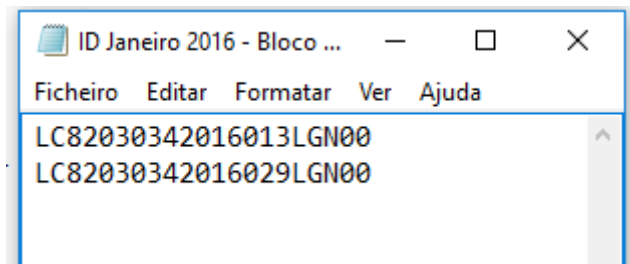 ID Janeiro 2016 - Bloco ...
Ficheiro Editar Formatar Ver Ajuda
LC82030342016013LGN00
LC82030342016029LGN00